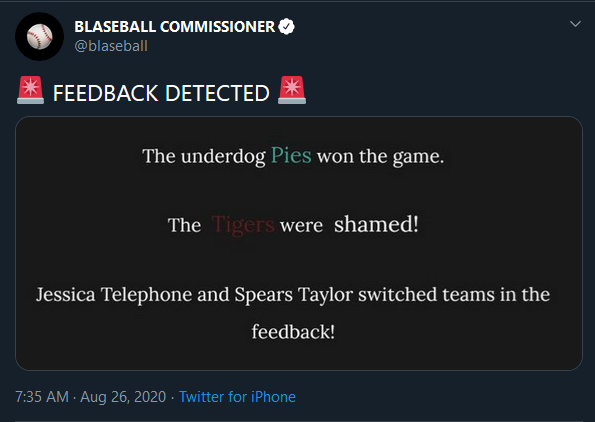 BLASEBALL COMMISSIONER
@blaseball
🚨 FEEDBACK DETECTED 🚨
The underdog Pies won the game.
The Tigers were shamed!
Jessica Telephone and Spears Taylor switched teams in the
feedback!
7:35 AM · Aug 26, 2020 · Twitter for iPhone